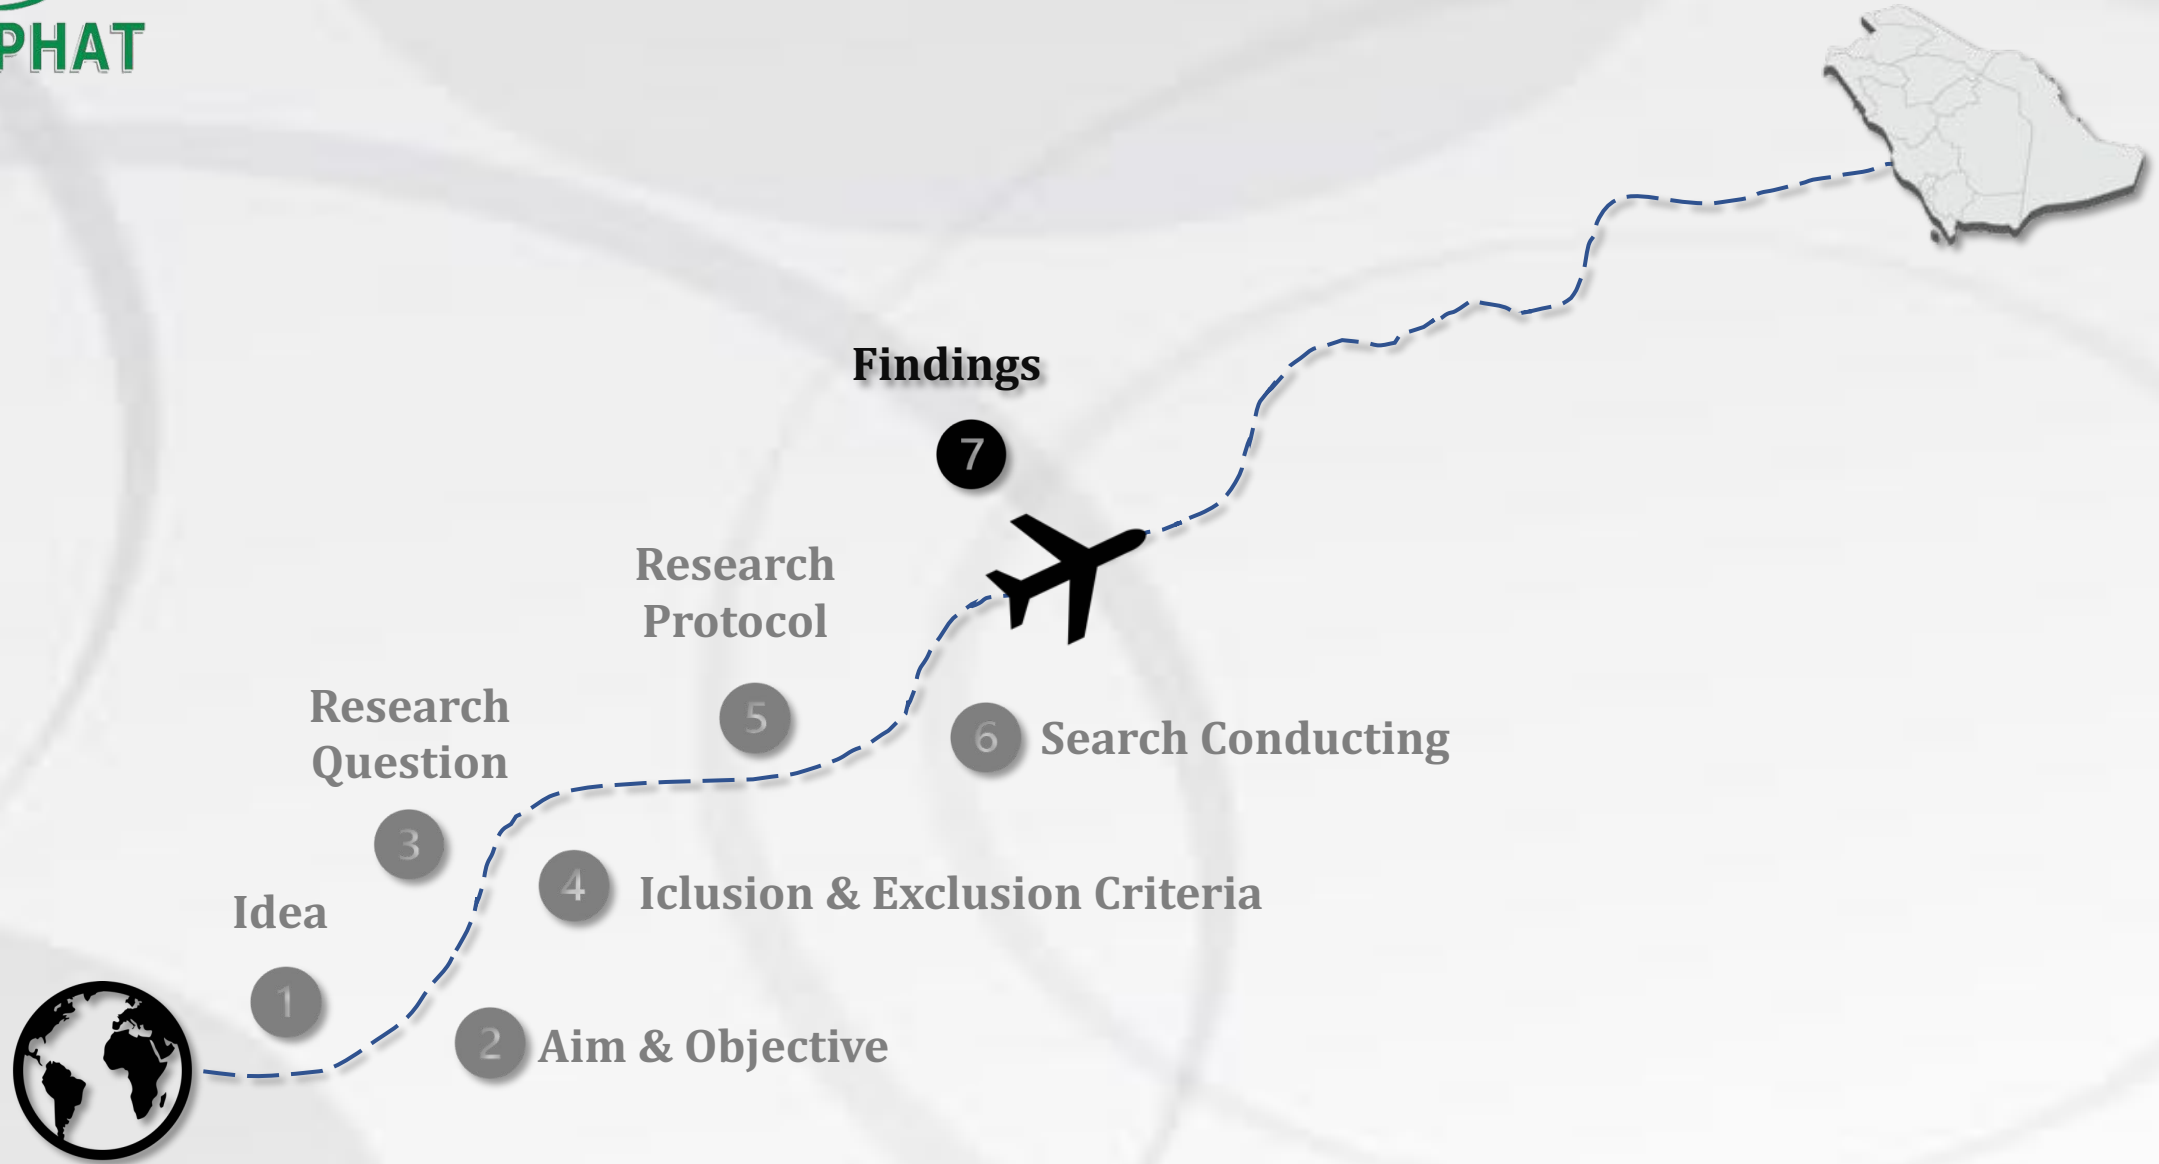 PHAT
Findings
7
Research
Protocol
5
Research
Question
6 Search Conducting
3
4 Iclusion & Exclusion Criteria
Idea
1
2 Aim & Objective